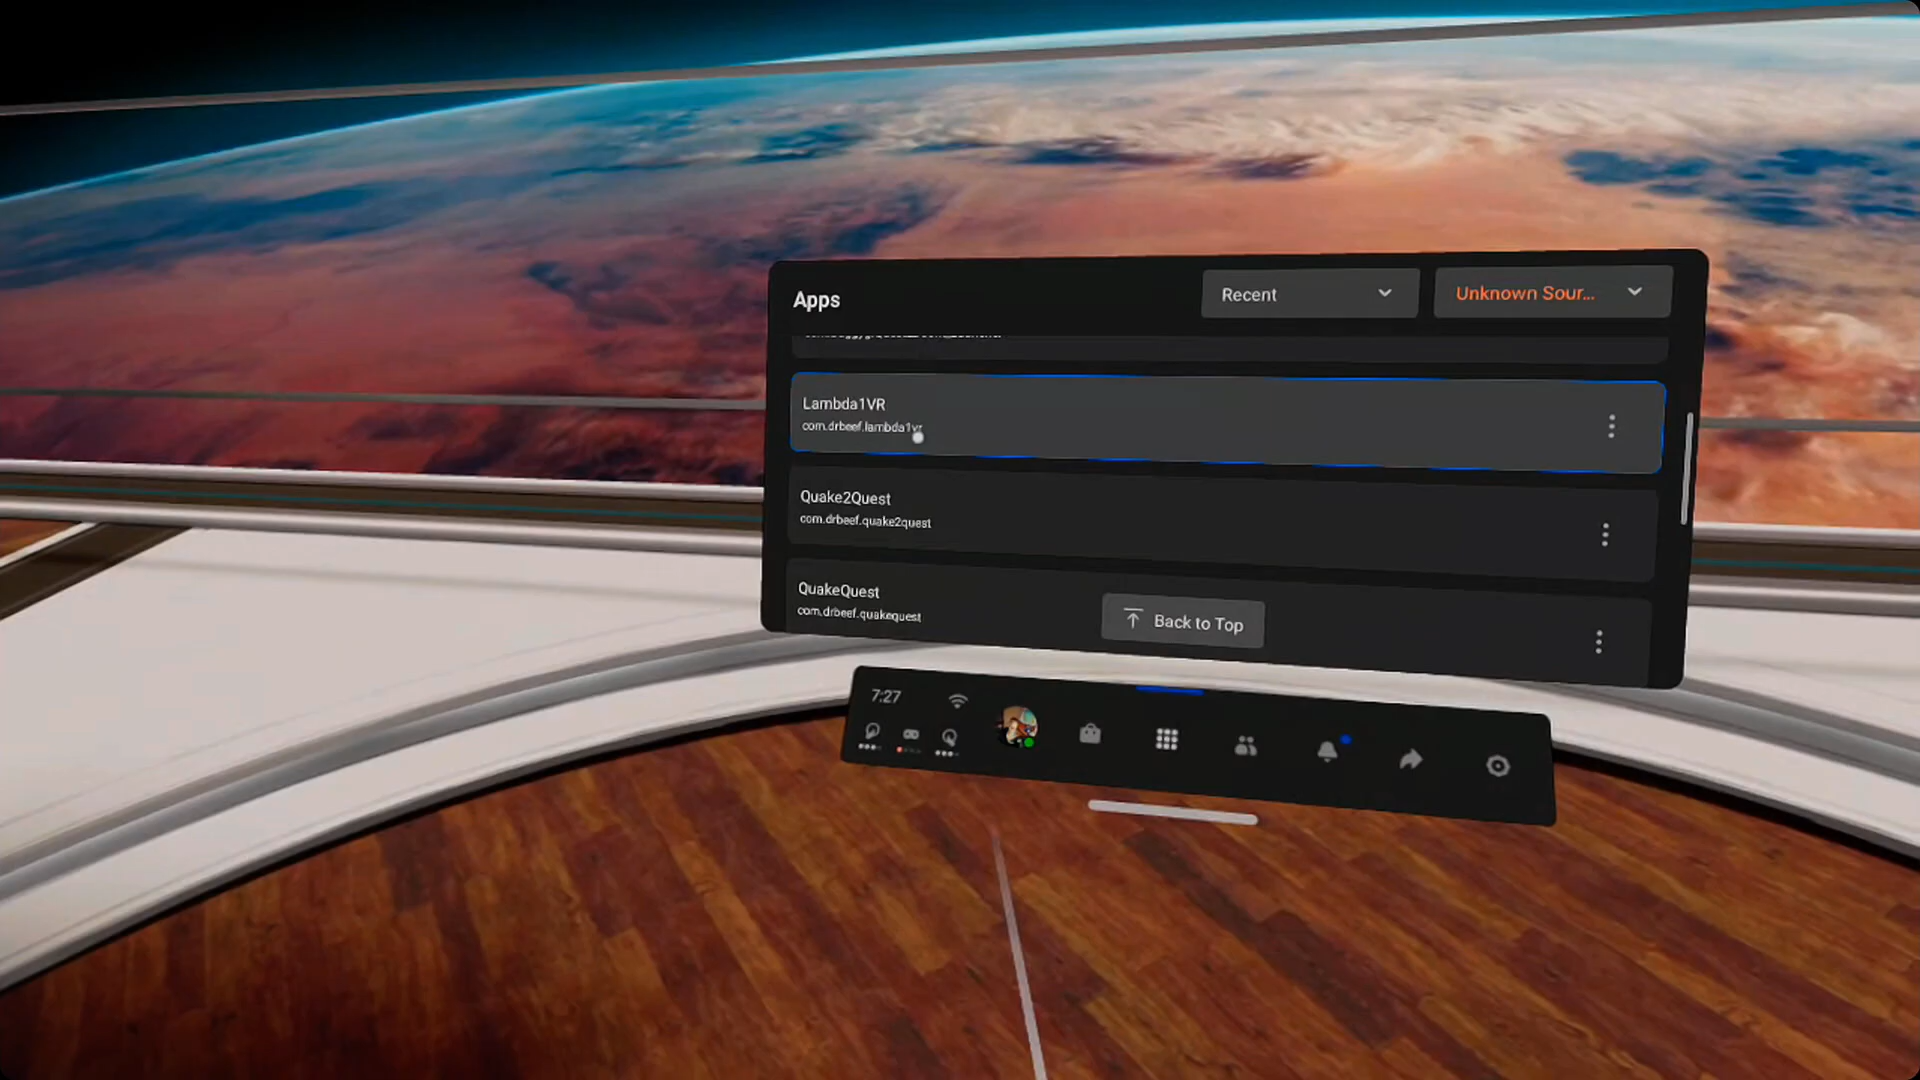 Apps
Recent
Unknown Sour...
Lambda1VR
com.drbeef.lambda1vr
Quake2Quest
com.drbeef.quake2quest
QuakeQuest
com.drbeef.quakequest
Back to Top
7:27